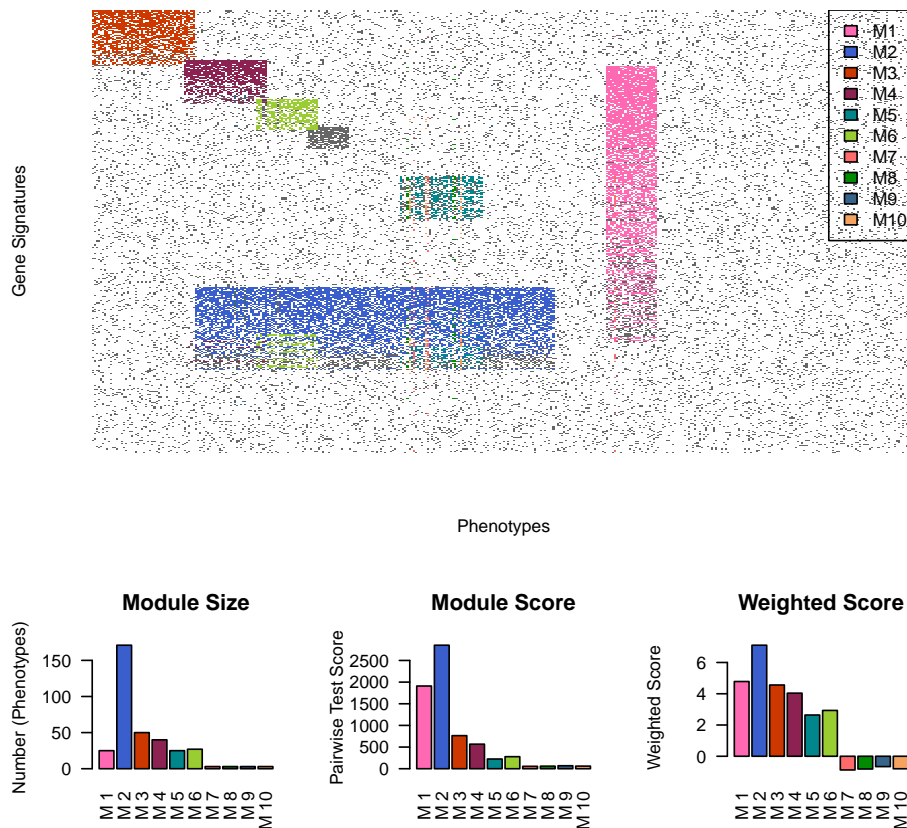 M1
M2
M3
M4
M5
M6
M7
M8
M9
M10
Gene Signatures
Phenotypes
Module Size
Number (Phenotypes)
150
100
50
0
M 1
M 2
M 3
M 4
M 5
M 6
M 7
M 8
M 9
M 10
Module Score
Pairwise Test Score
2500
2000
1500
1000
500
0
M 1
M 2
M 3
M 4
M 5
M 6
M 7
M 8
M 9
M 10
Weighted Score
Weighted Score
6
4
2
0
M 1
M 2
M 3
M 4
M 5
M 6
M 7
M 8
M 9
M 10